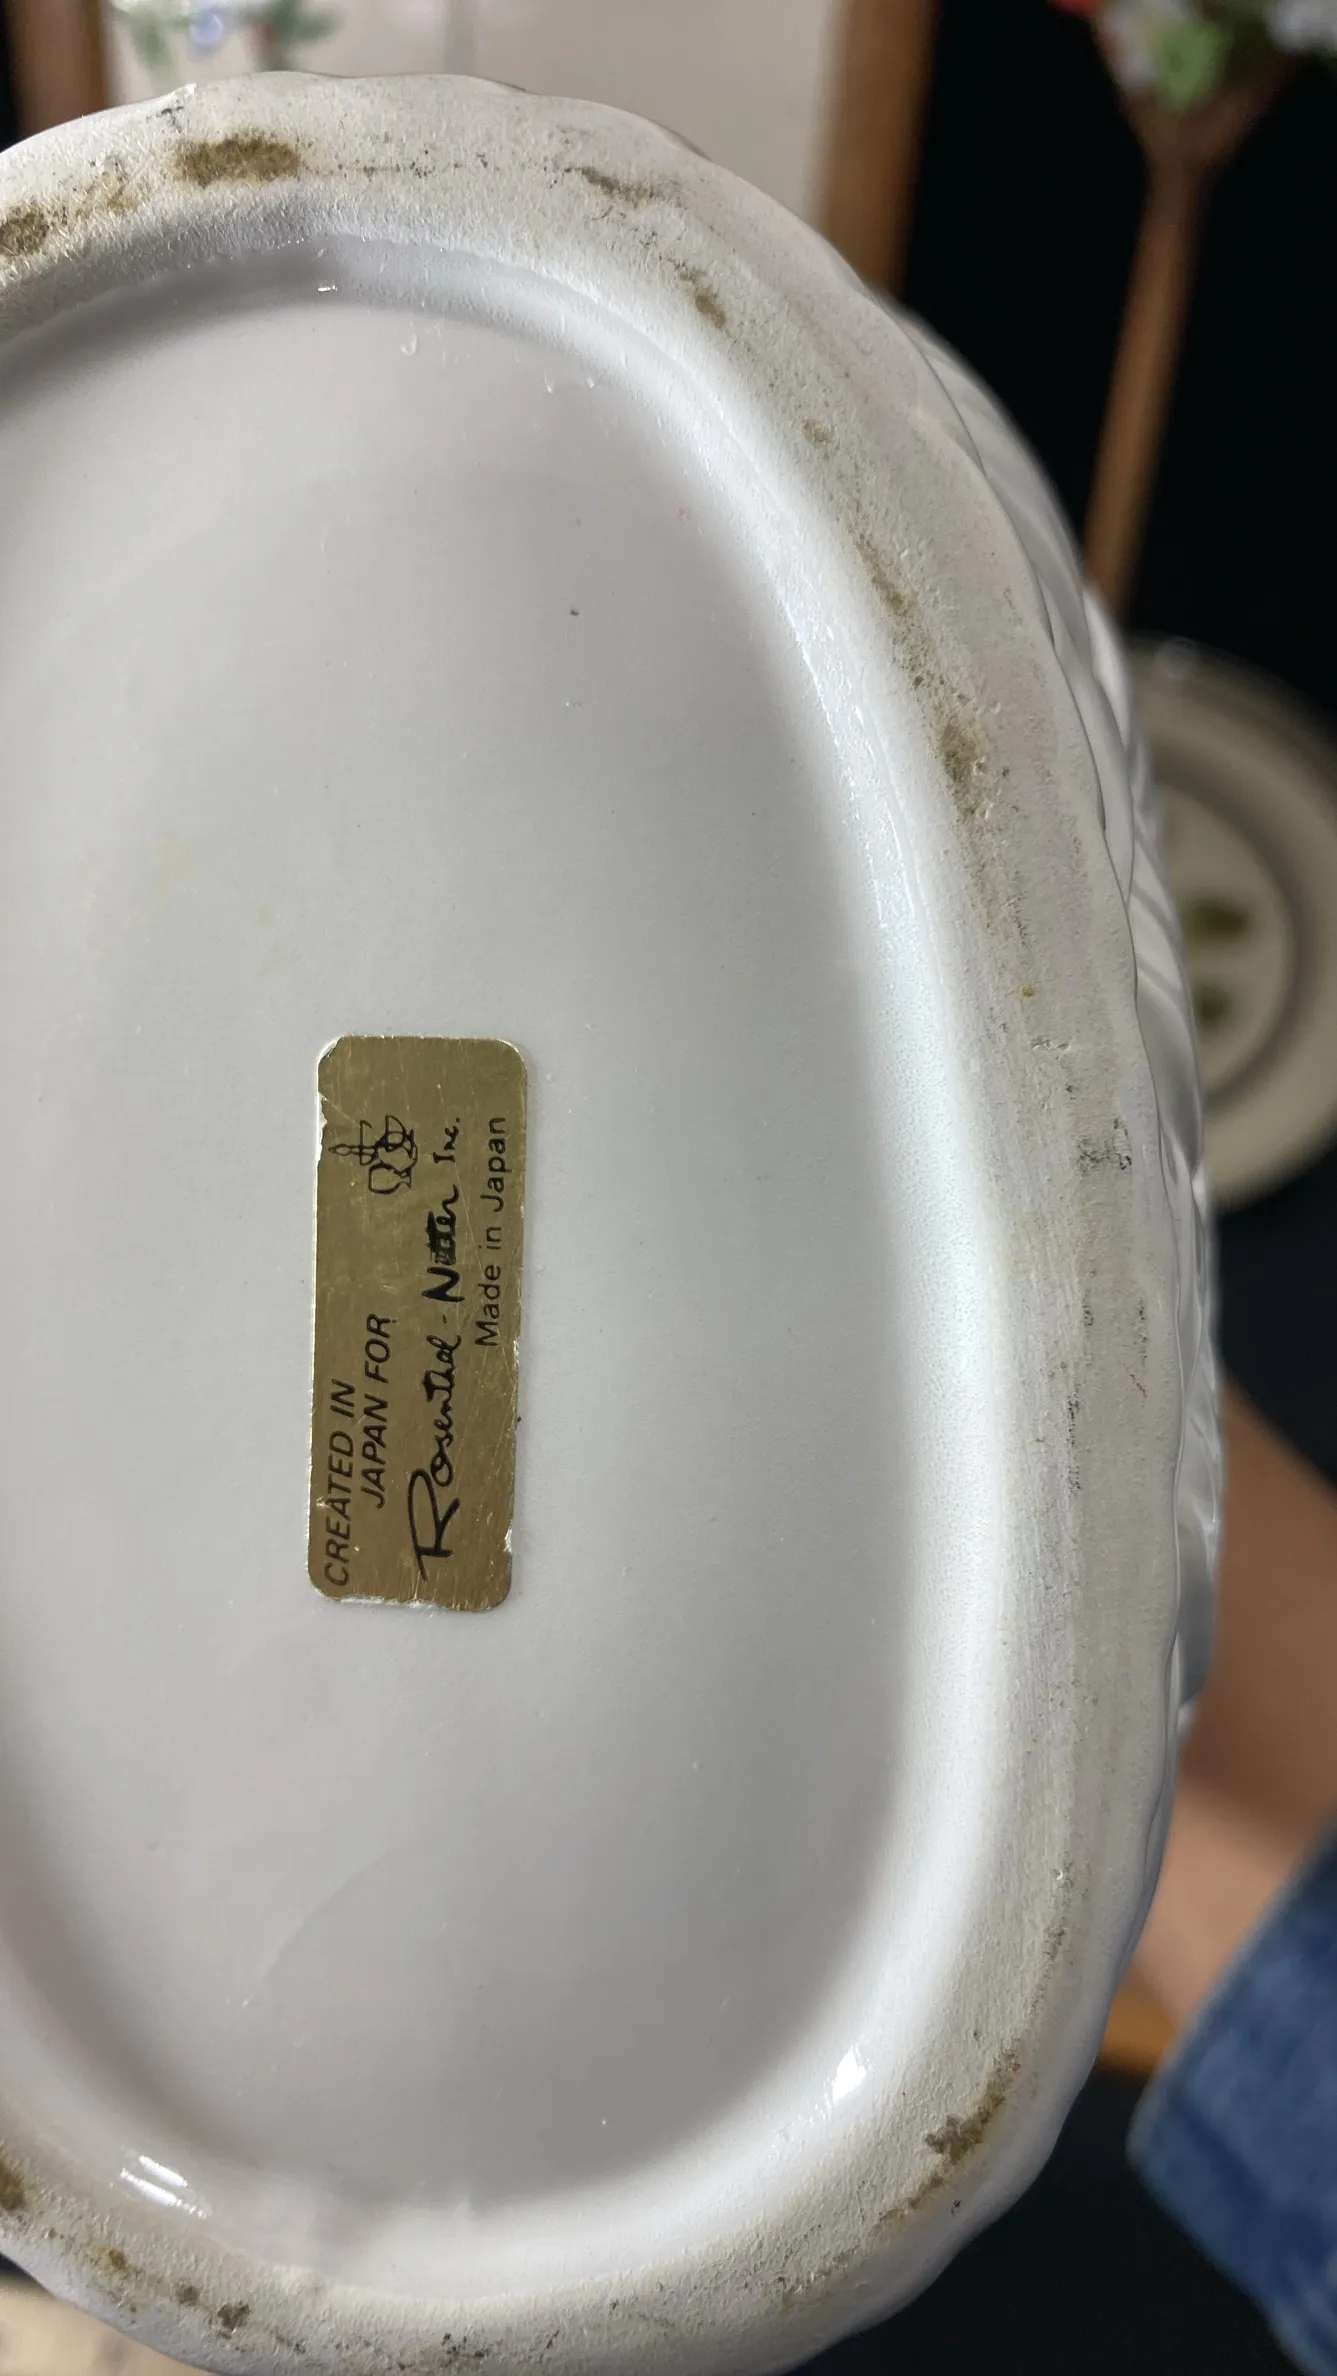 CREATED IN
JAPAN FOR
Rosenthal - Netter Inc.
Made in Japan